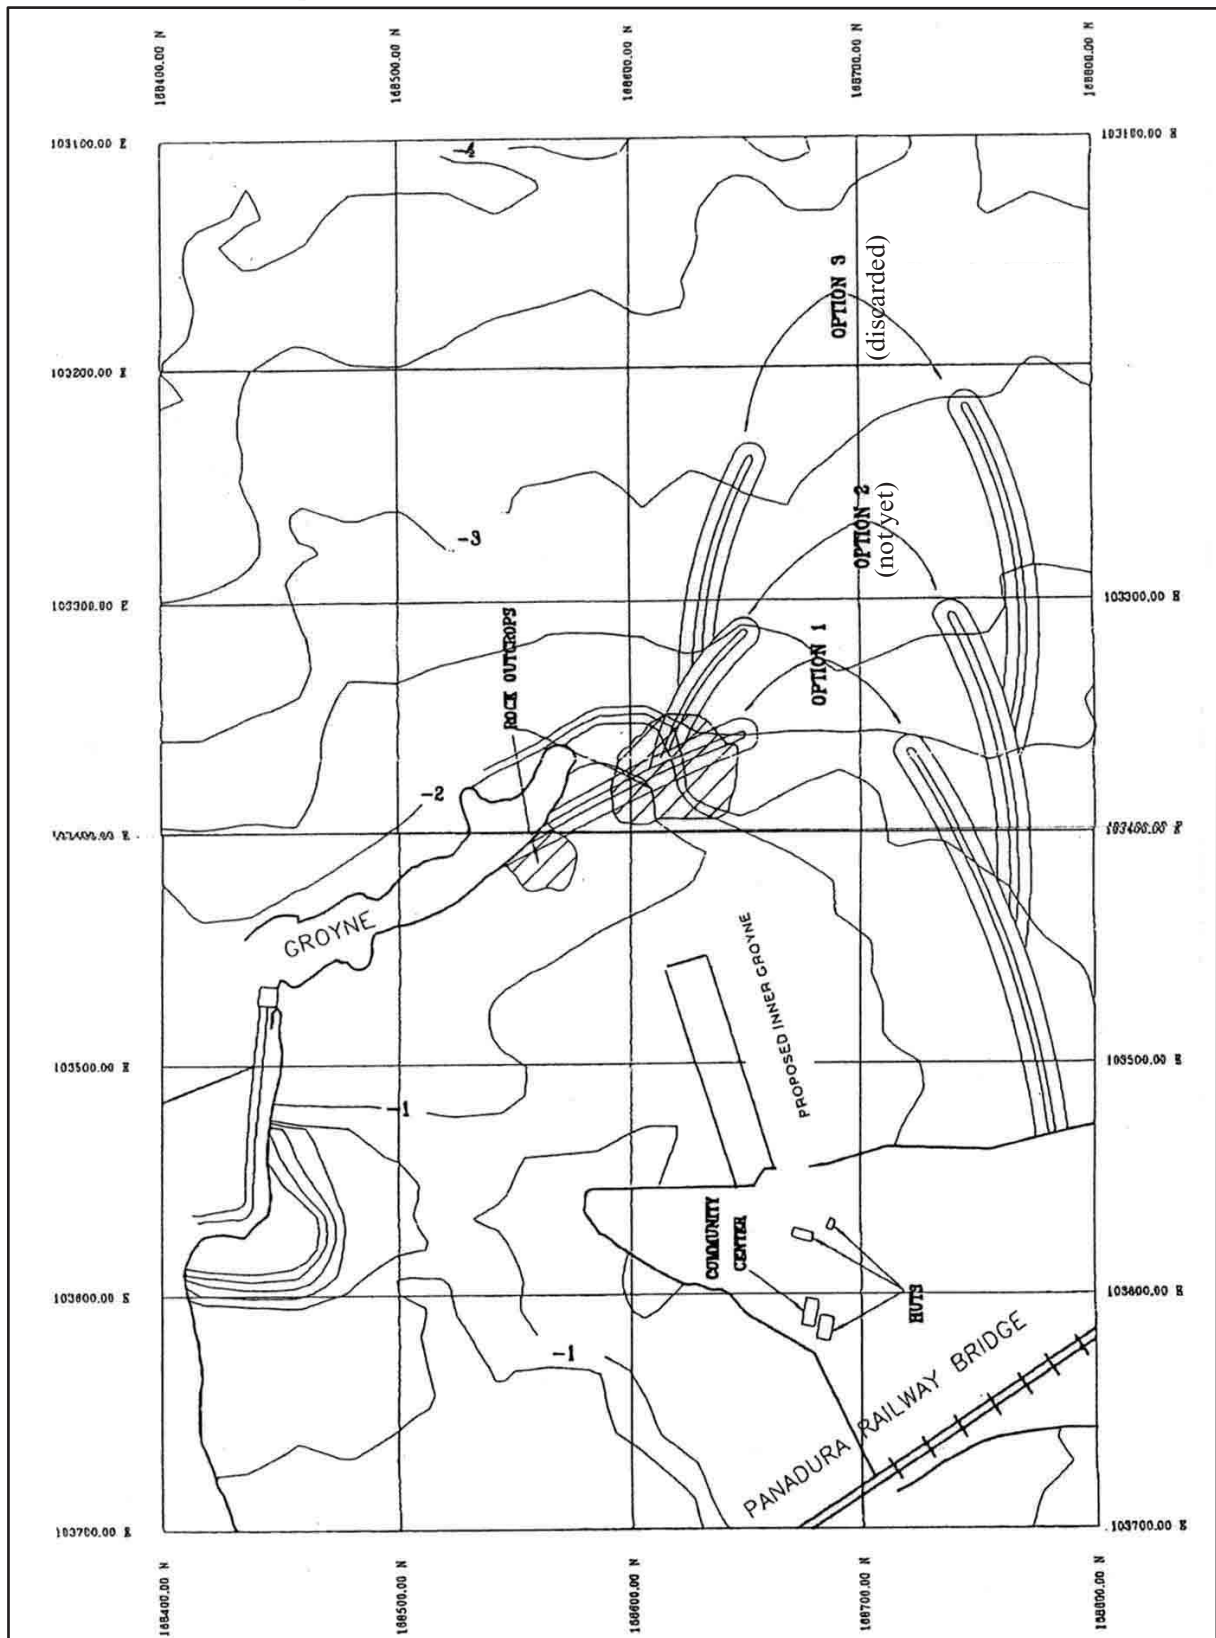 168400.00 N
168500.00 N
168600.00 N
168700.00 N
168800.00 N
103100.00 E
103100.00 E
-4
OPTION 3
(discarded)
103200.00 E
OPTION 2
(not yet)
-3
103300.00 E
103300.00 E
ROCK OUTCROPS
OPTION 1
-2
103400.00 E
103400.00 E
GROYNE
PROPOSED INNER GROYNE
103500.00 E
103500.00 E
-1
COMMUNITY
CENTER
HUTS
103600.00 E
103600.00 E
-1
PANADURA RAILWAY BRIDGE
103700.00 E
103700.00 E
168400.00 N
168500.00 N
168600.00 N
168700.00 N
168800.00 N